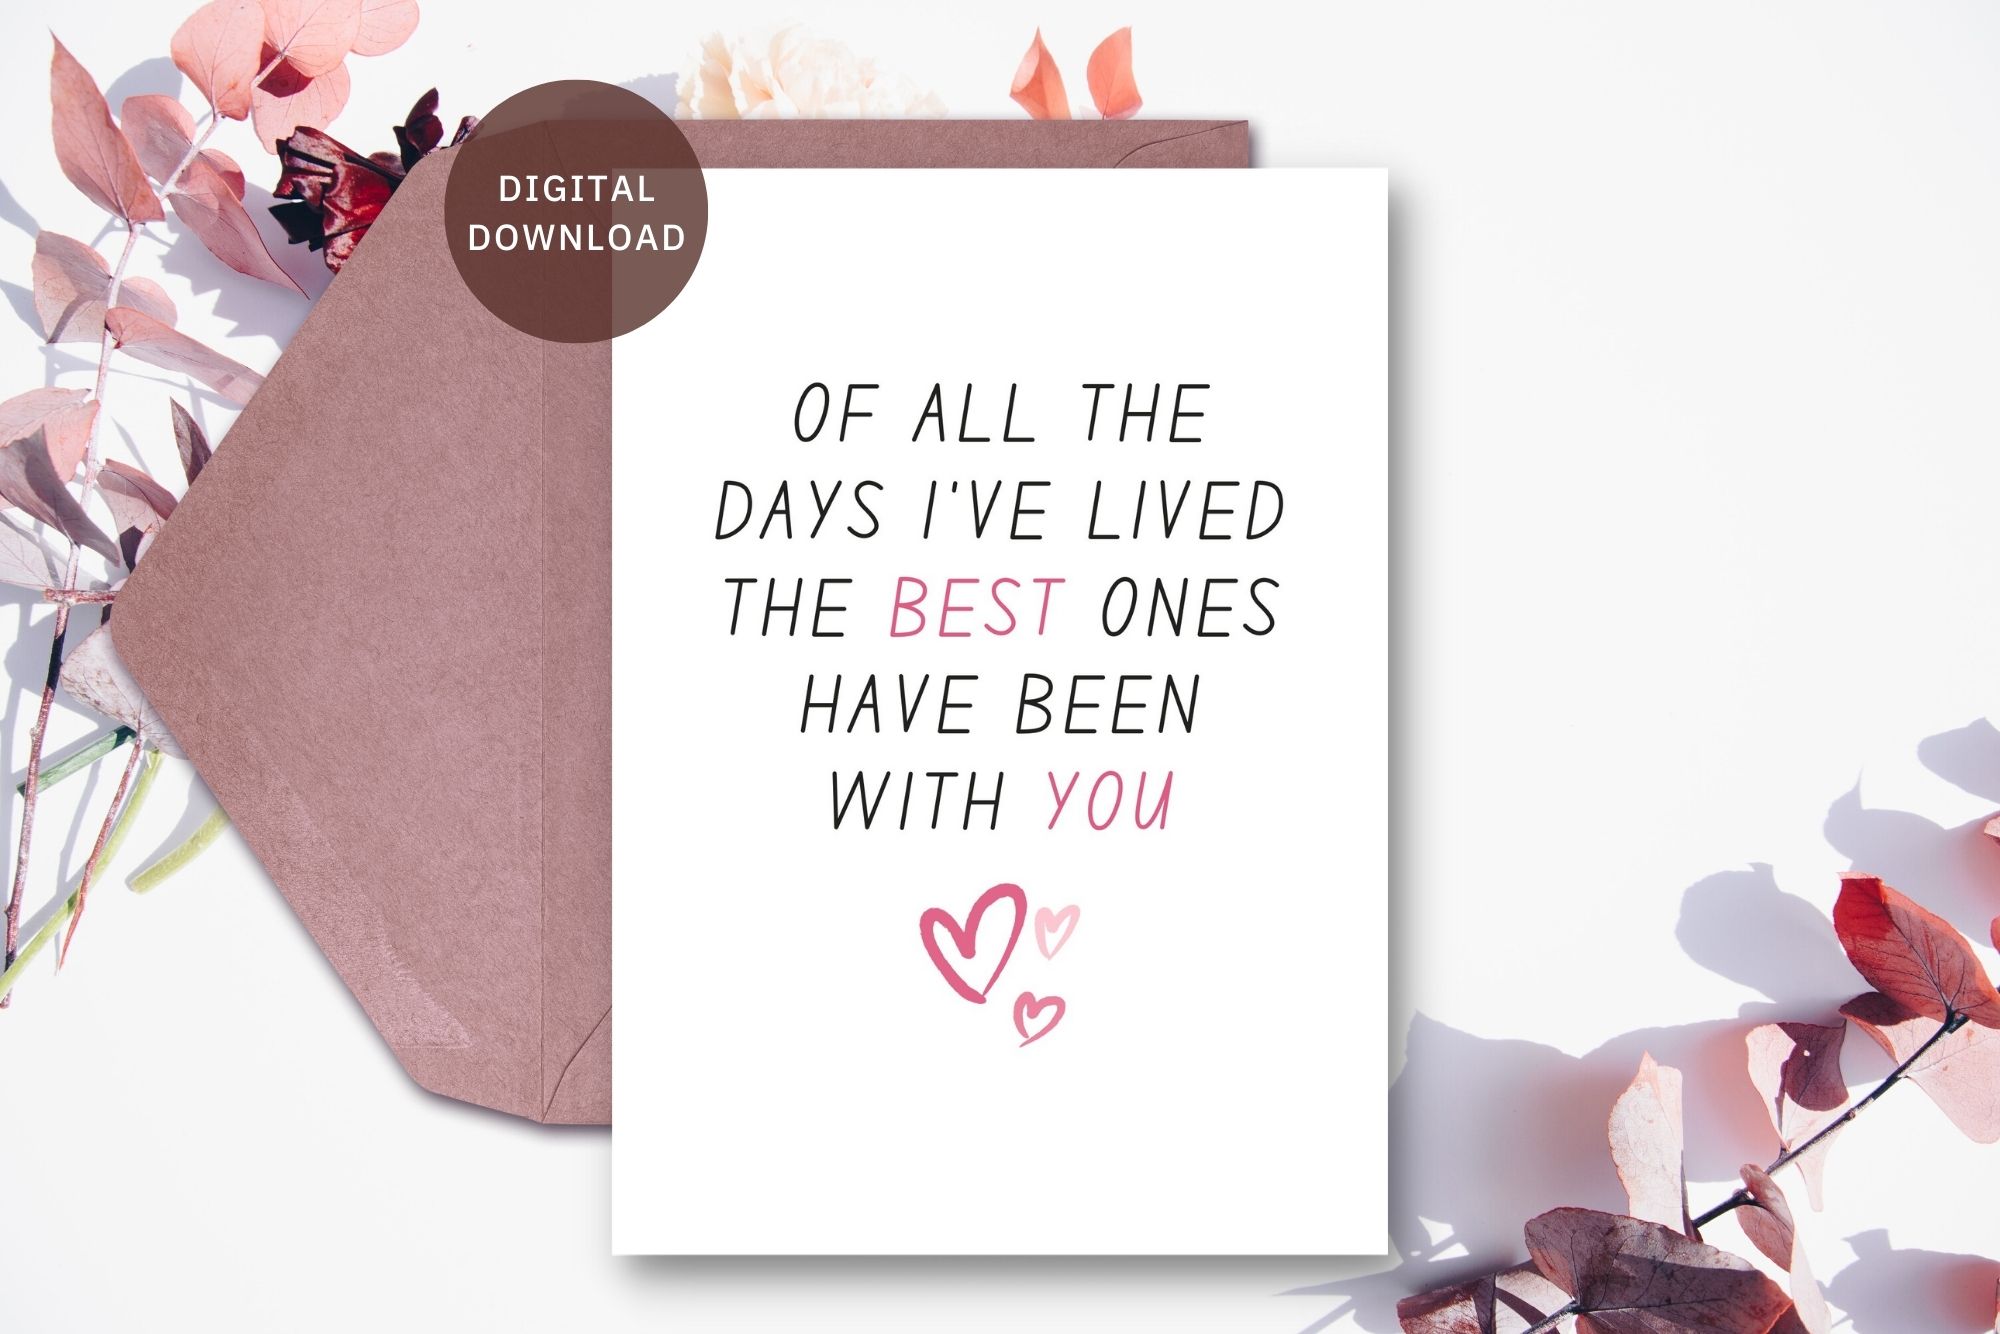 DIGITAL
DOWNLOAD
OF ALL THE
DAYS I'VE LIVED
THE BEST ONES
HAVE BEEN
WITH YOU